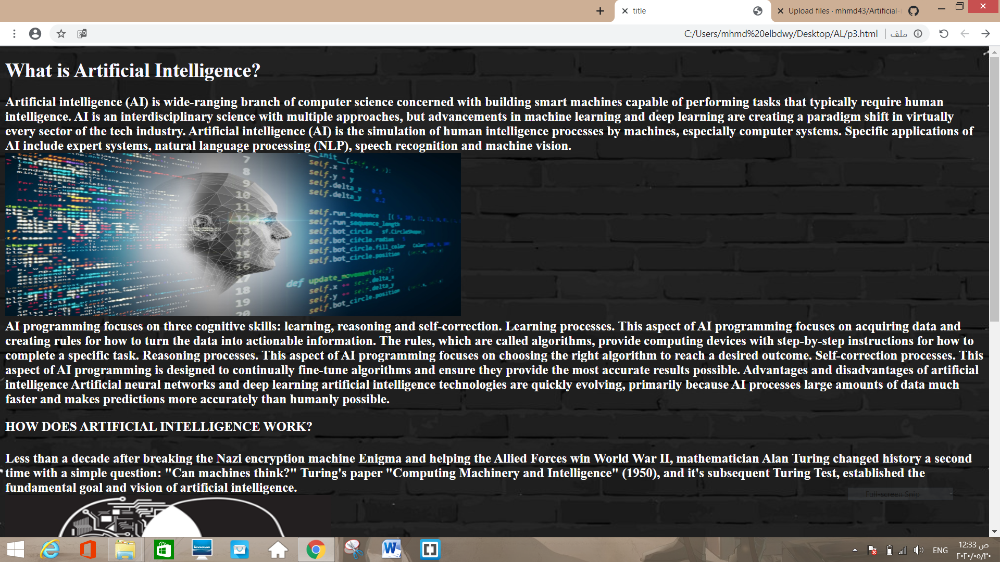 title
Upload files · mhmd43/Artificial-i
C:/Users/mhmd%20elbdwy/Desktop/AL/p3.html
ملف
What is Artificial Intelligence?
Artificial intelligence (AI) is wide-ranging branch of computer science concerned with building smart machines capable of performing tasks that typically require human
intelligence. AI is an interdisciplinary science with multiple approaches, but advancements in machine learning and deep learning are creating a paradigm shift in virtually
every sector of the tech industry. Artificial intelligence (AI) is the simulation of human intelligence processes by machines, especially computer systems. Specific applications of
AI include expert systems, natural language processing (NLP), speech recognition and machine vision.
7
8
9
10
11
12
13
14
15
16
17
18
19
20
__init__(self, x, y):
self.x = x
self.y = y
self.delta_x 0.5
self.delta_y 0.2
self.run_sequence
self.run_sequence_length
self.bot_circle sf.CircleShape()
self.bot_circle.radius 5
self.bot_circle.fill_color
self.bot_circle.position
def update_movement(self):
self.x += self.delta_x
self.y += self.delta_y
self.bot_circle.position
AI programming focuses on three cognitive skills: learning, reasoning and self-correction. Learning processes. This aspect of AI programming focuses on acquiring data and
creating rules for how to turn the data into actionable information. The rules, which are called algorithms, provide computing devices with step-by-step instructions for how to
complete a specific task. Reasoning processes. This aspect of AI programming focuses on choosing the right algorithm to reach a desired outcome. Self-correction processes. This
aspect of AI programming is designed to continually fine-tune algorithms and ensure they provide the most accurate results possible. Advantages and disadvantages of artificial
intelligence Artificial neural networks and deep learning artificial intelligence technologies are quickly evolving, primarily because AI processes large amounts of data much
faster and makes predictions more accurately than humanly possible.
HOW DOES ARTIFICIAL INTELLIGENCE WORK?
Less than a decade after breaking the Nazi encryption machine Enigma and helping the Allied Forces win World War II, mathematician Alan Turing changed history a second
time with a simple question: "Can machines think?" Turing's paper "Computing Machinery and Intelligence" (1950), and it's subsequent Turing Test, established the
fundamental goal and vision of artificial intelligence.
Full-screen Snip
lenovo
ENG
12:33 ص
٢٠٢٠/٠٥/٣٠